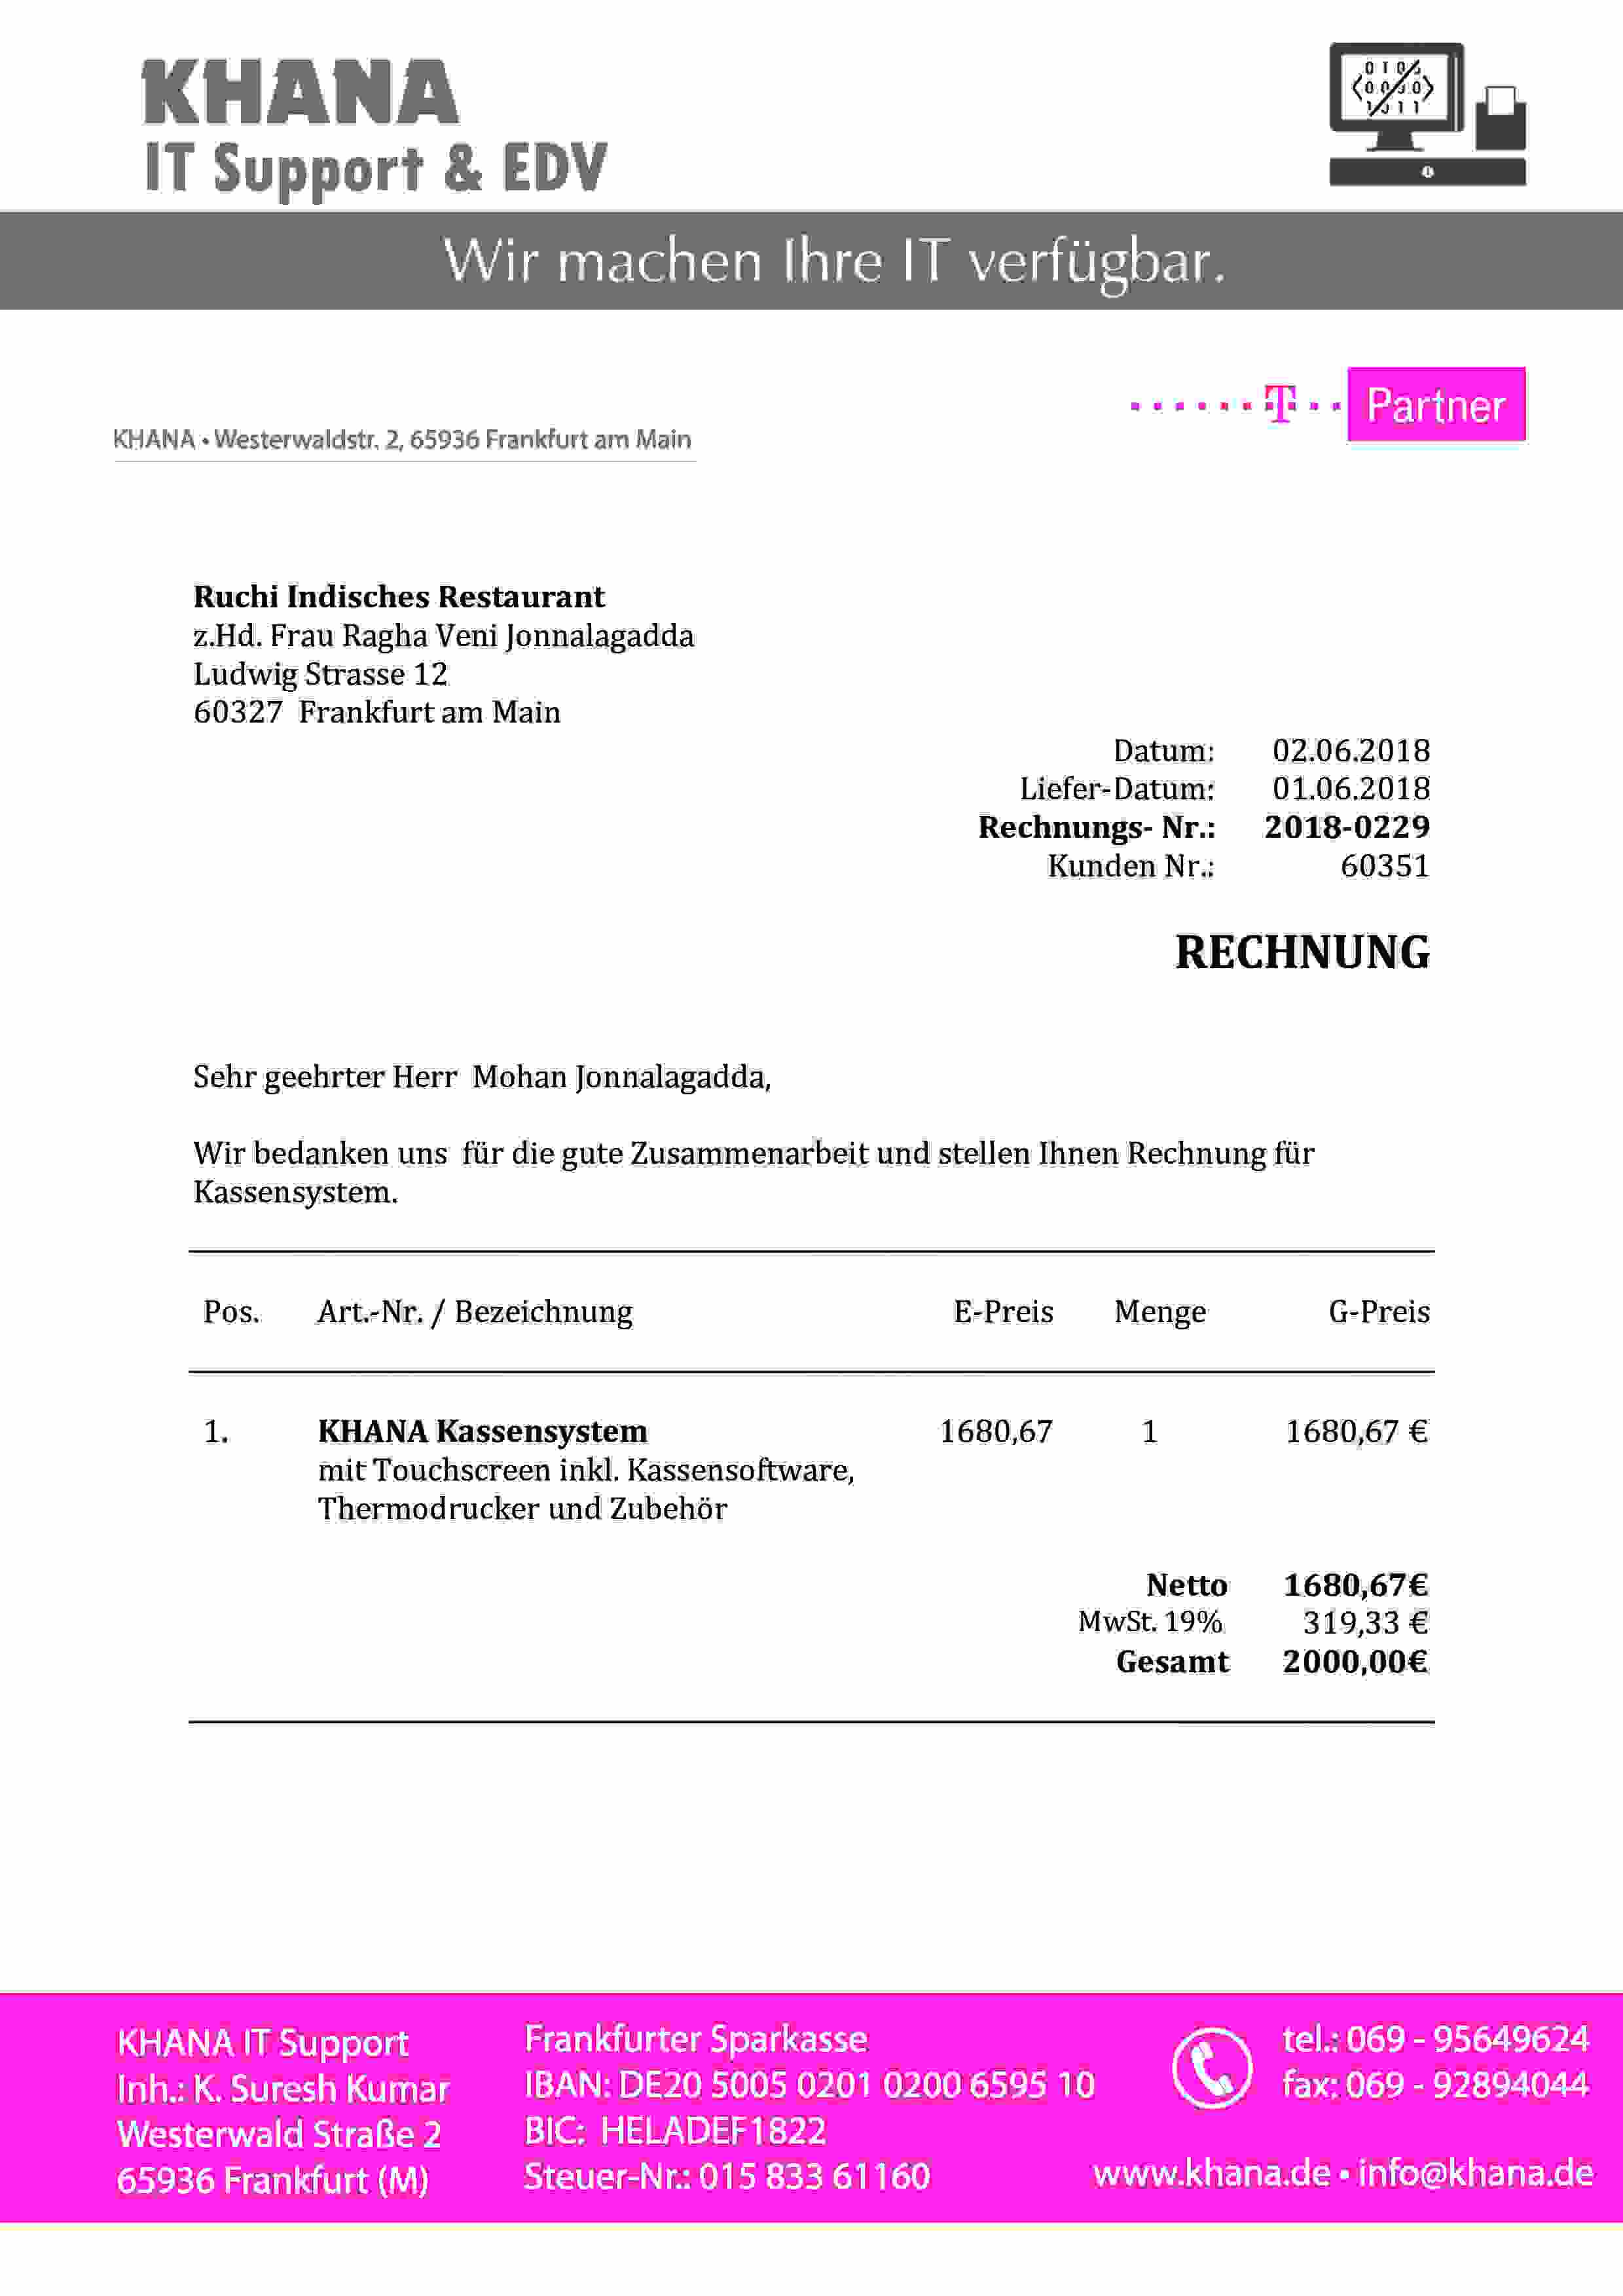 KHANA
IT Support & EDV
Wir machen Ihre IT verfügbar.
T Partner
KHANA • Westerwaldstr. 2, 65936 Frankfurt am Main
Ruchi Indisches Restaurant
z.Hd. Frau Ragha Veni Jonnalagadda
Ludwig Strasse 12
60327 Frankfurt am Main
Datum: 02.06.2018
Liefer-Datum: 01.06.2018
Rechnungs- Nr.: 2018-0229
Kunden Nr.: 60351
RECHNUNG
Sehr geehrter Herr Mohan Jonnalagadda,
Wir bedanken uns für die gute Zusammenarbeit und stellen Ihnen Rechnung für
Kassensystem.
Pos. Art.-Nr. / Bezeichnung E-Preis Menge G-Preis
1. KHANA Kassensystem 1680,67 1 1680,67 €
mit Touchscreen inkl. Kassensoftware,
Thermodrucker und Zubehör
Netto 1680,67€
MwSt. 19% 319,33 €
Gesamt 2000,00€
KHANA IT Support
Inh.: K. Suresh Kumar
Westerwald Straße 2
65936 Frankfurt (M)
Frankfurter Sparkasse
IBAN: DE20 5005 0201 0200 6595 10
BIC: HELADEF1822
Steuer-Nr.: 015 833 61160
tel.: 069 - 95649624
fax: 069 - 92894044
www.khana.de • info@khana.de